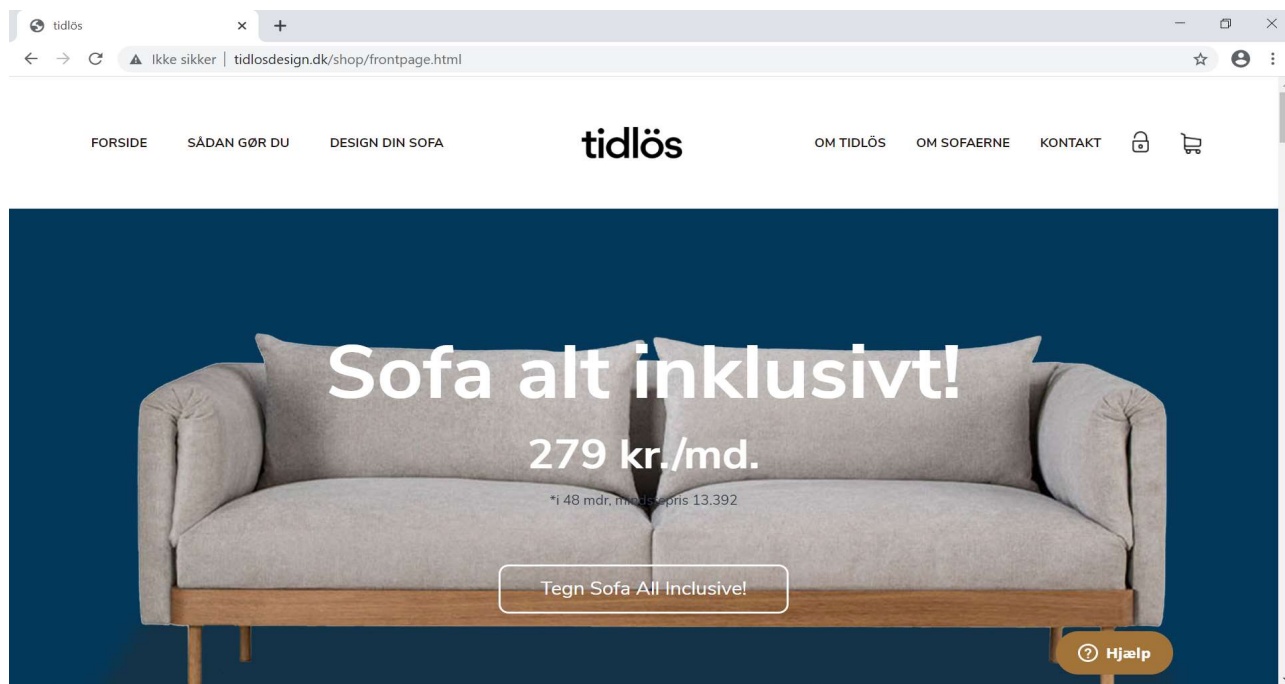 tidlös
Ikke sikker | tidlosdesign.dk/shop/frontpage.html
FORSIDE SÅDAN GØR DU DESIGN DIN SOFA tidlös OM TIDLÖS OM SOFAERNE KONTAKT
Sofa alt inklusivt!
279 kr./md.
*i 48 mdr, mindstepris 13.392
Tegn Sofa All Inclusive!
? Hjælp